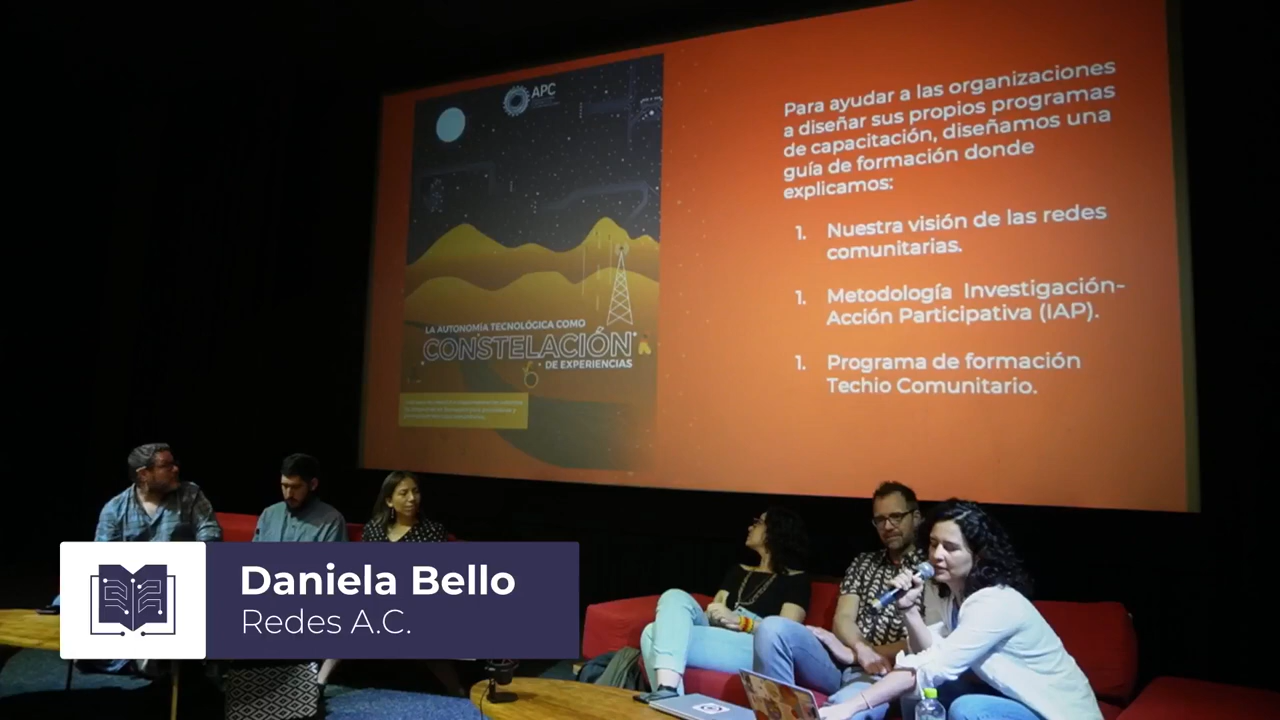 APC
LA AUTONOMÍA TECNOLÓGICA COMO
CONSTELACIÓN
DE EXPERIENCIAS
Para ayudar a las organizaciones
a diseñar sus propios programas
de capacitación, diseñamos una
guía de formación donde
explicamos:
1. Nuestra visión de las redes
comunitarias.
1. Metodología Investigación-
Acción Participativa (IAP).
1. Programa de formación
Techio Comunitario.
Daniela Bello
Redes A.C.